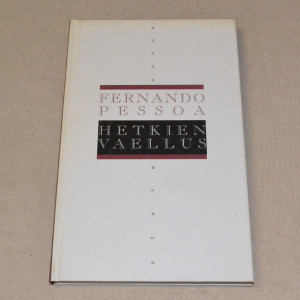 FERNANDO
PESSOA
HETKIEN
VAELLUS